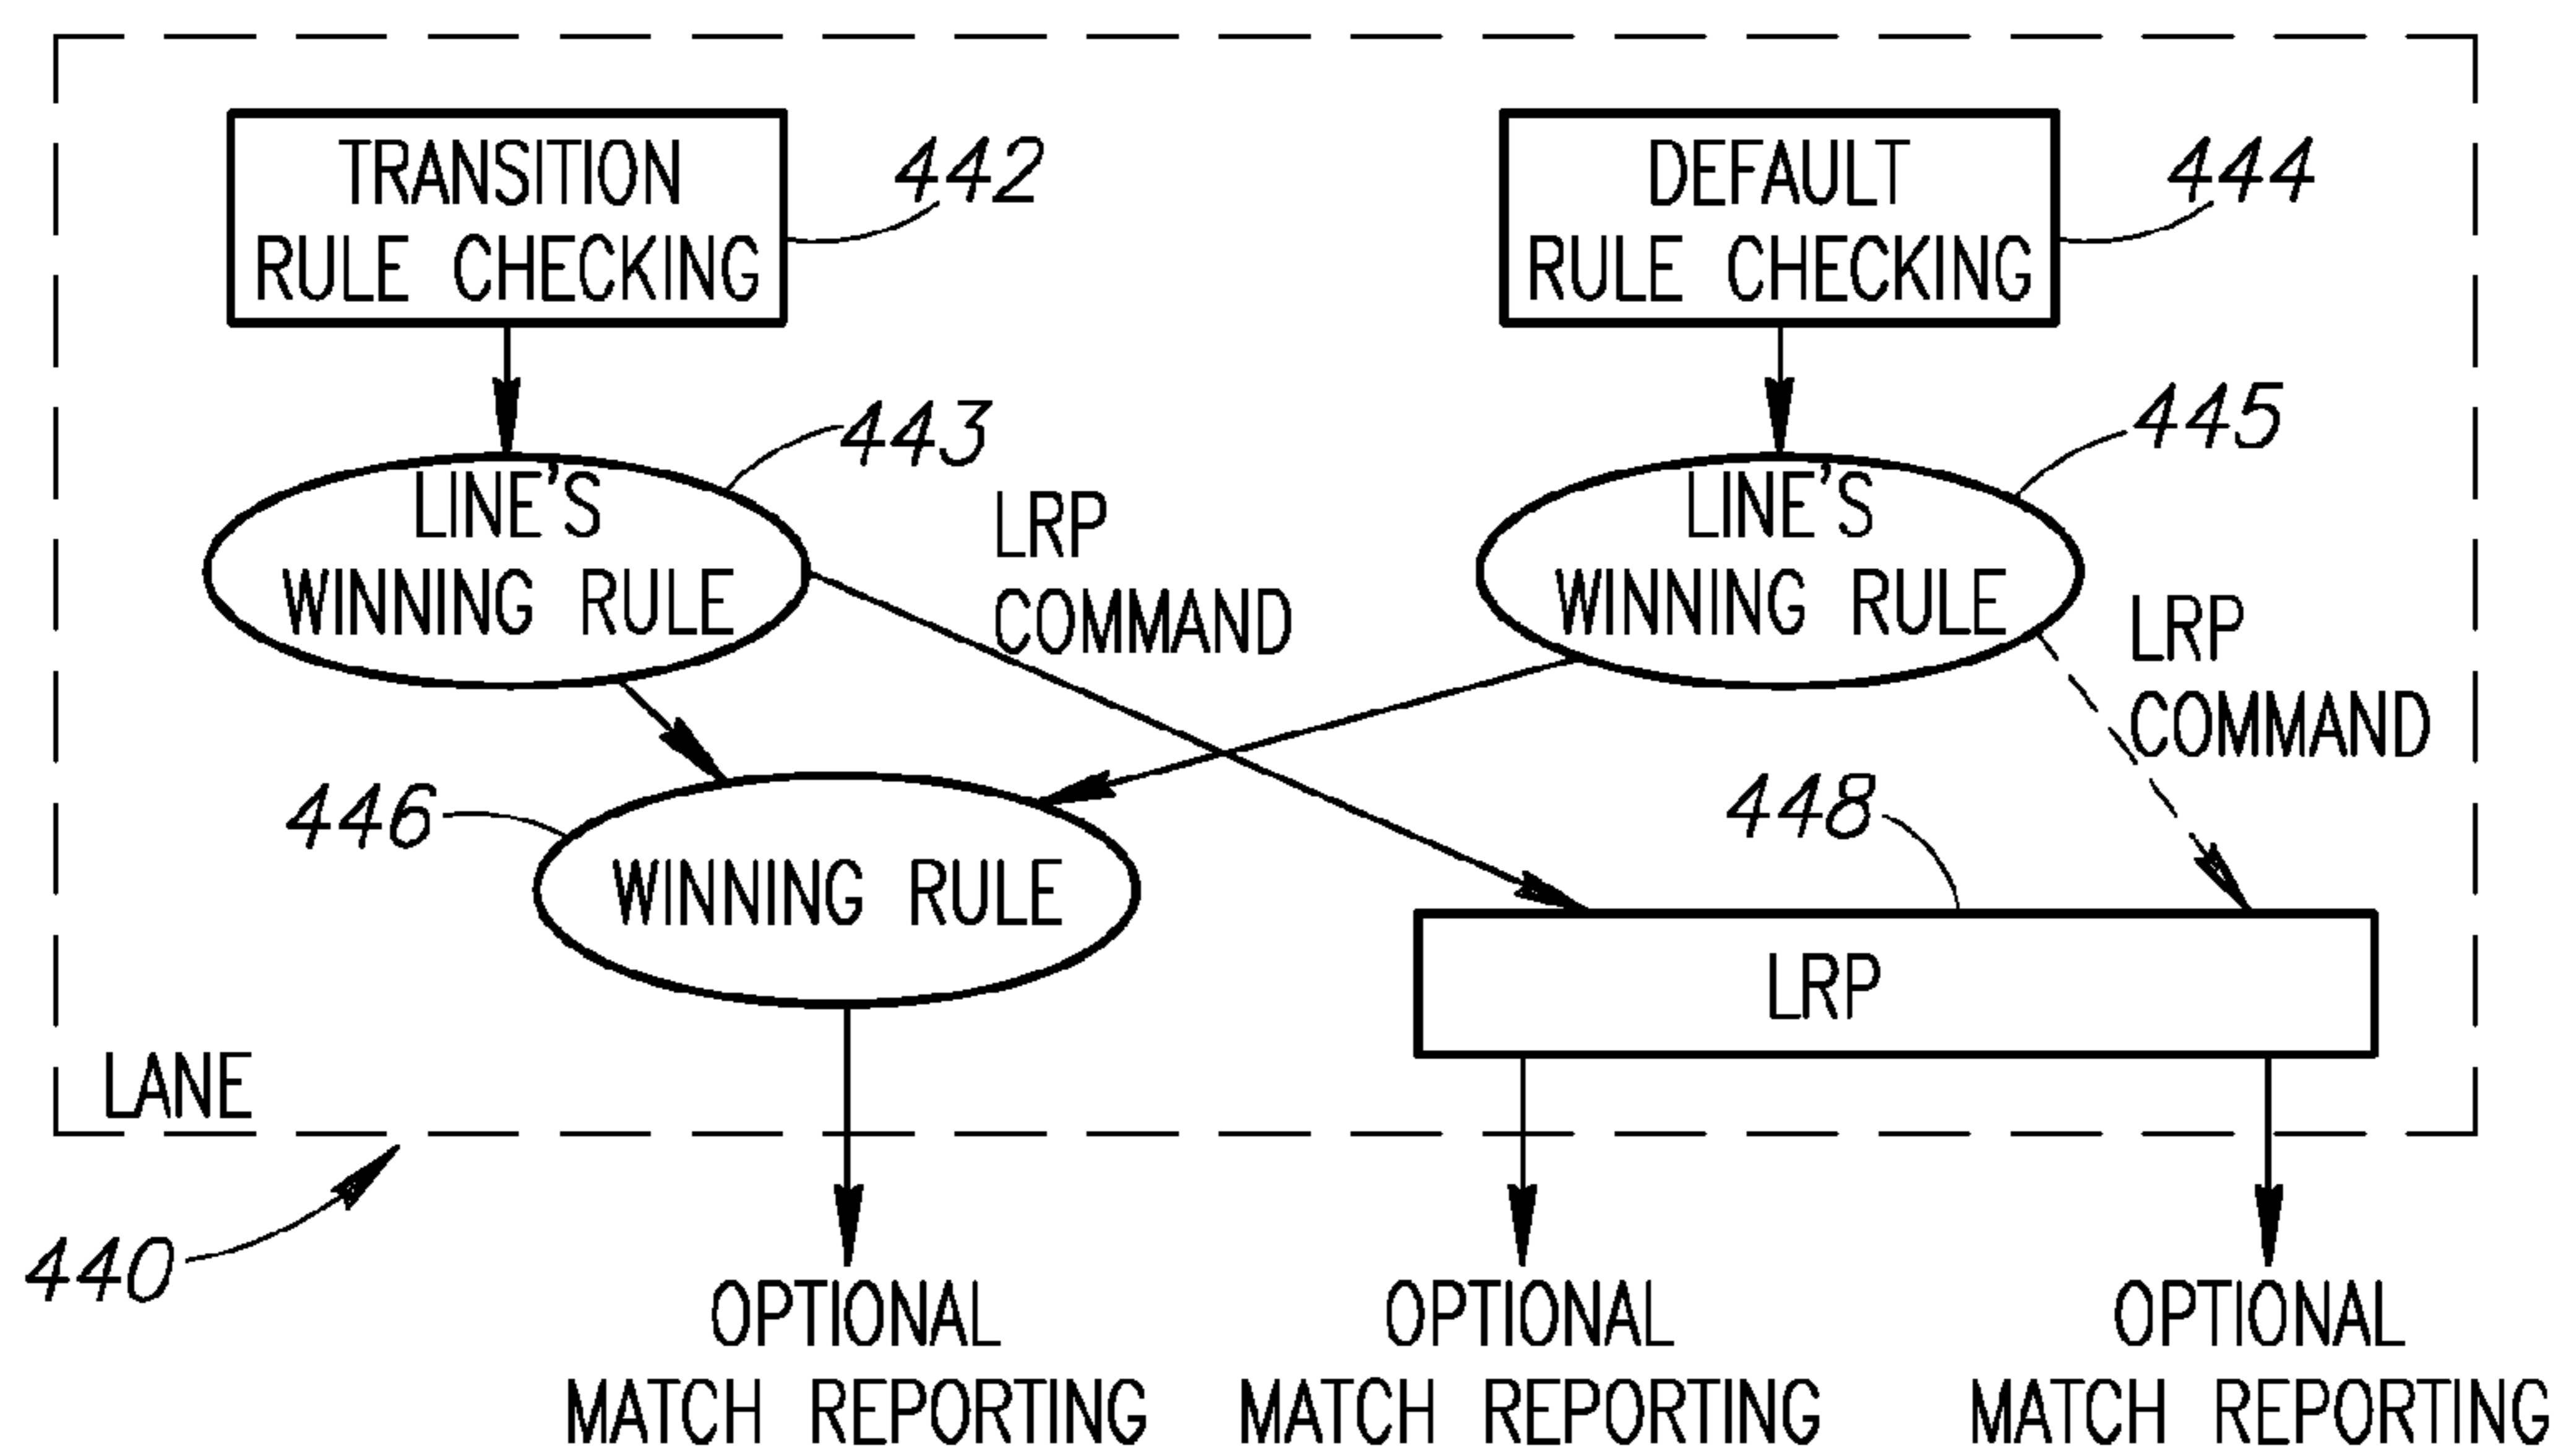 TRANSITION
RULE CHECKING
442
DEFAULT
RULE CHECKING
444
LINE'S
WINNING RULE
443
LRP
COMMAND
LINE'S
WINNING RULE
445
LRP
COMMAND
446
WINNING RULE
448
LRP
LANE
440
OPTIONAL
MATCH REPORTING
OPTIONAL
MATCH REPORTING
OPTIONAL
MATCH REPORTING